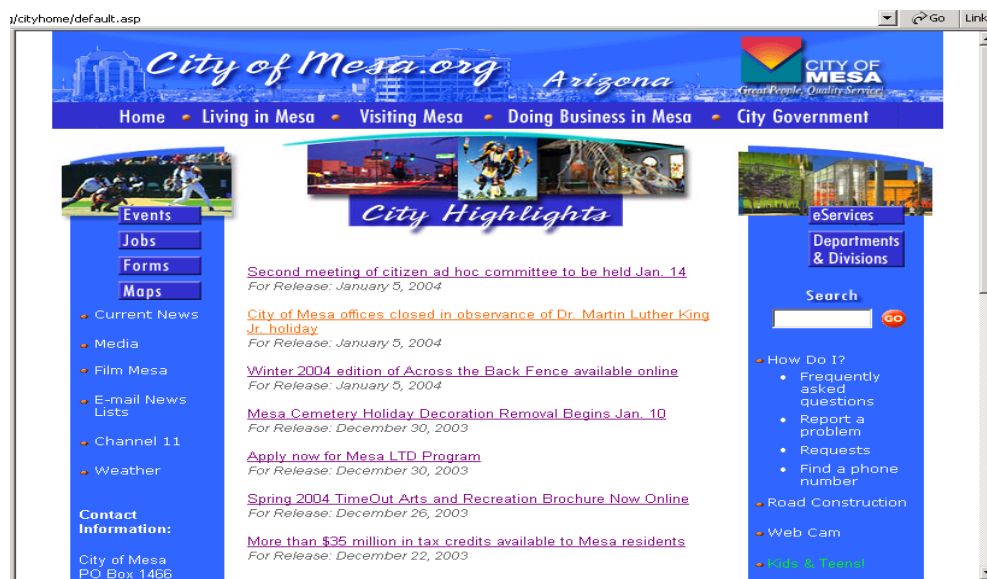 g/cityhome/default.asp
Go
Link
City of Mesa.org
Arizona
CITY OF
MESA
Great People, Quality Service!
Home
Living in Mesa
Visiting Mesa
Doing Business in Mesa
City Government
Events
Jobs
Forms
Maps
Current News
Media
Film Mesa
E-mail News
Lists
Channel 11
Weather
Contact
Information:
City of Mesa
PO Box 1466
City Highlights
Second meeting of citizen ad hoc committee to be held Jan. 14
For Release: January 5, 2004
City of Mesa offices closed in observance of Dr. Martin Luther King
Jr. holiday
For Release: January 5, 2004
Winter 2004 edition of Across the Back Fence available online
For Release: January 5, 2004
Mesa Cemetery Holiday Decoration Removal Begins Jan. 10
For Release: December 30, 2003
Apply now for Mesa LTD Program
For Release: December 30, 2003
Spring 2004 TimeOut Arts and Recreation Brochure Now Online
For Release: December 26, 2003
More than $35 million in tax credits available to Mesa residents
For Release: December 22, 2003
eServices
Departments
& Divisions
Search
GO
How Do I?
Frequently
asked
questions
Report a
problem
Requests
Find a phone
number
Road Construction
Web Cam
Kids & Teens!